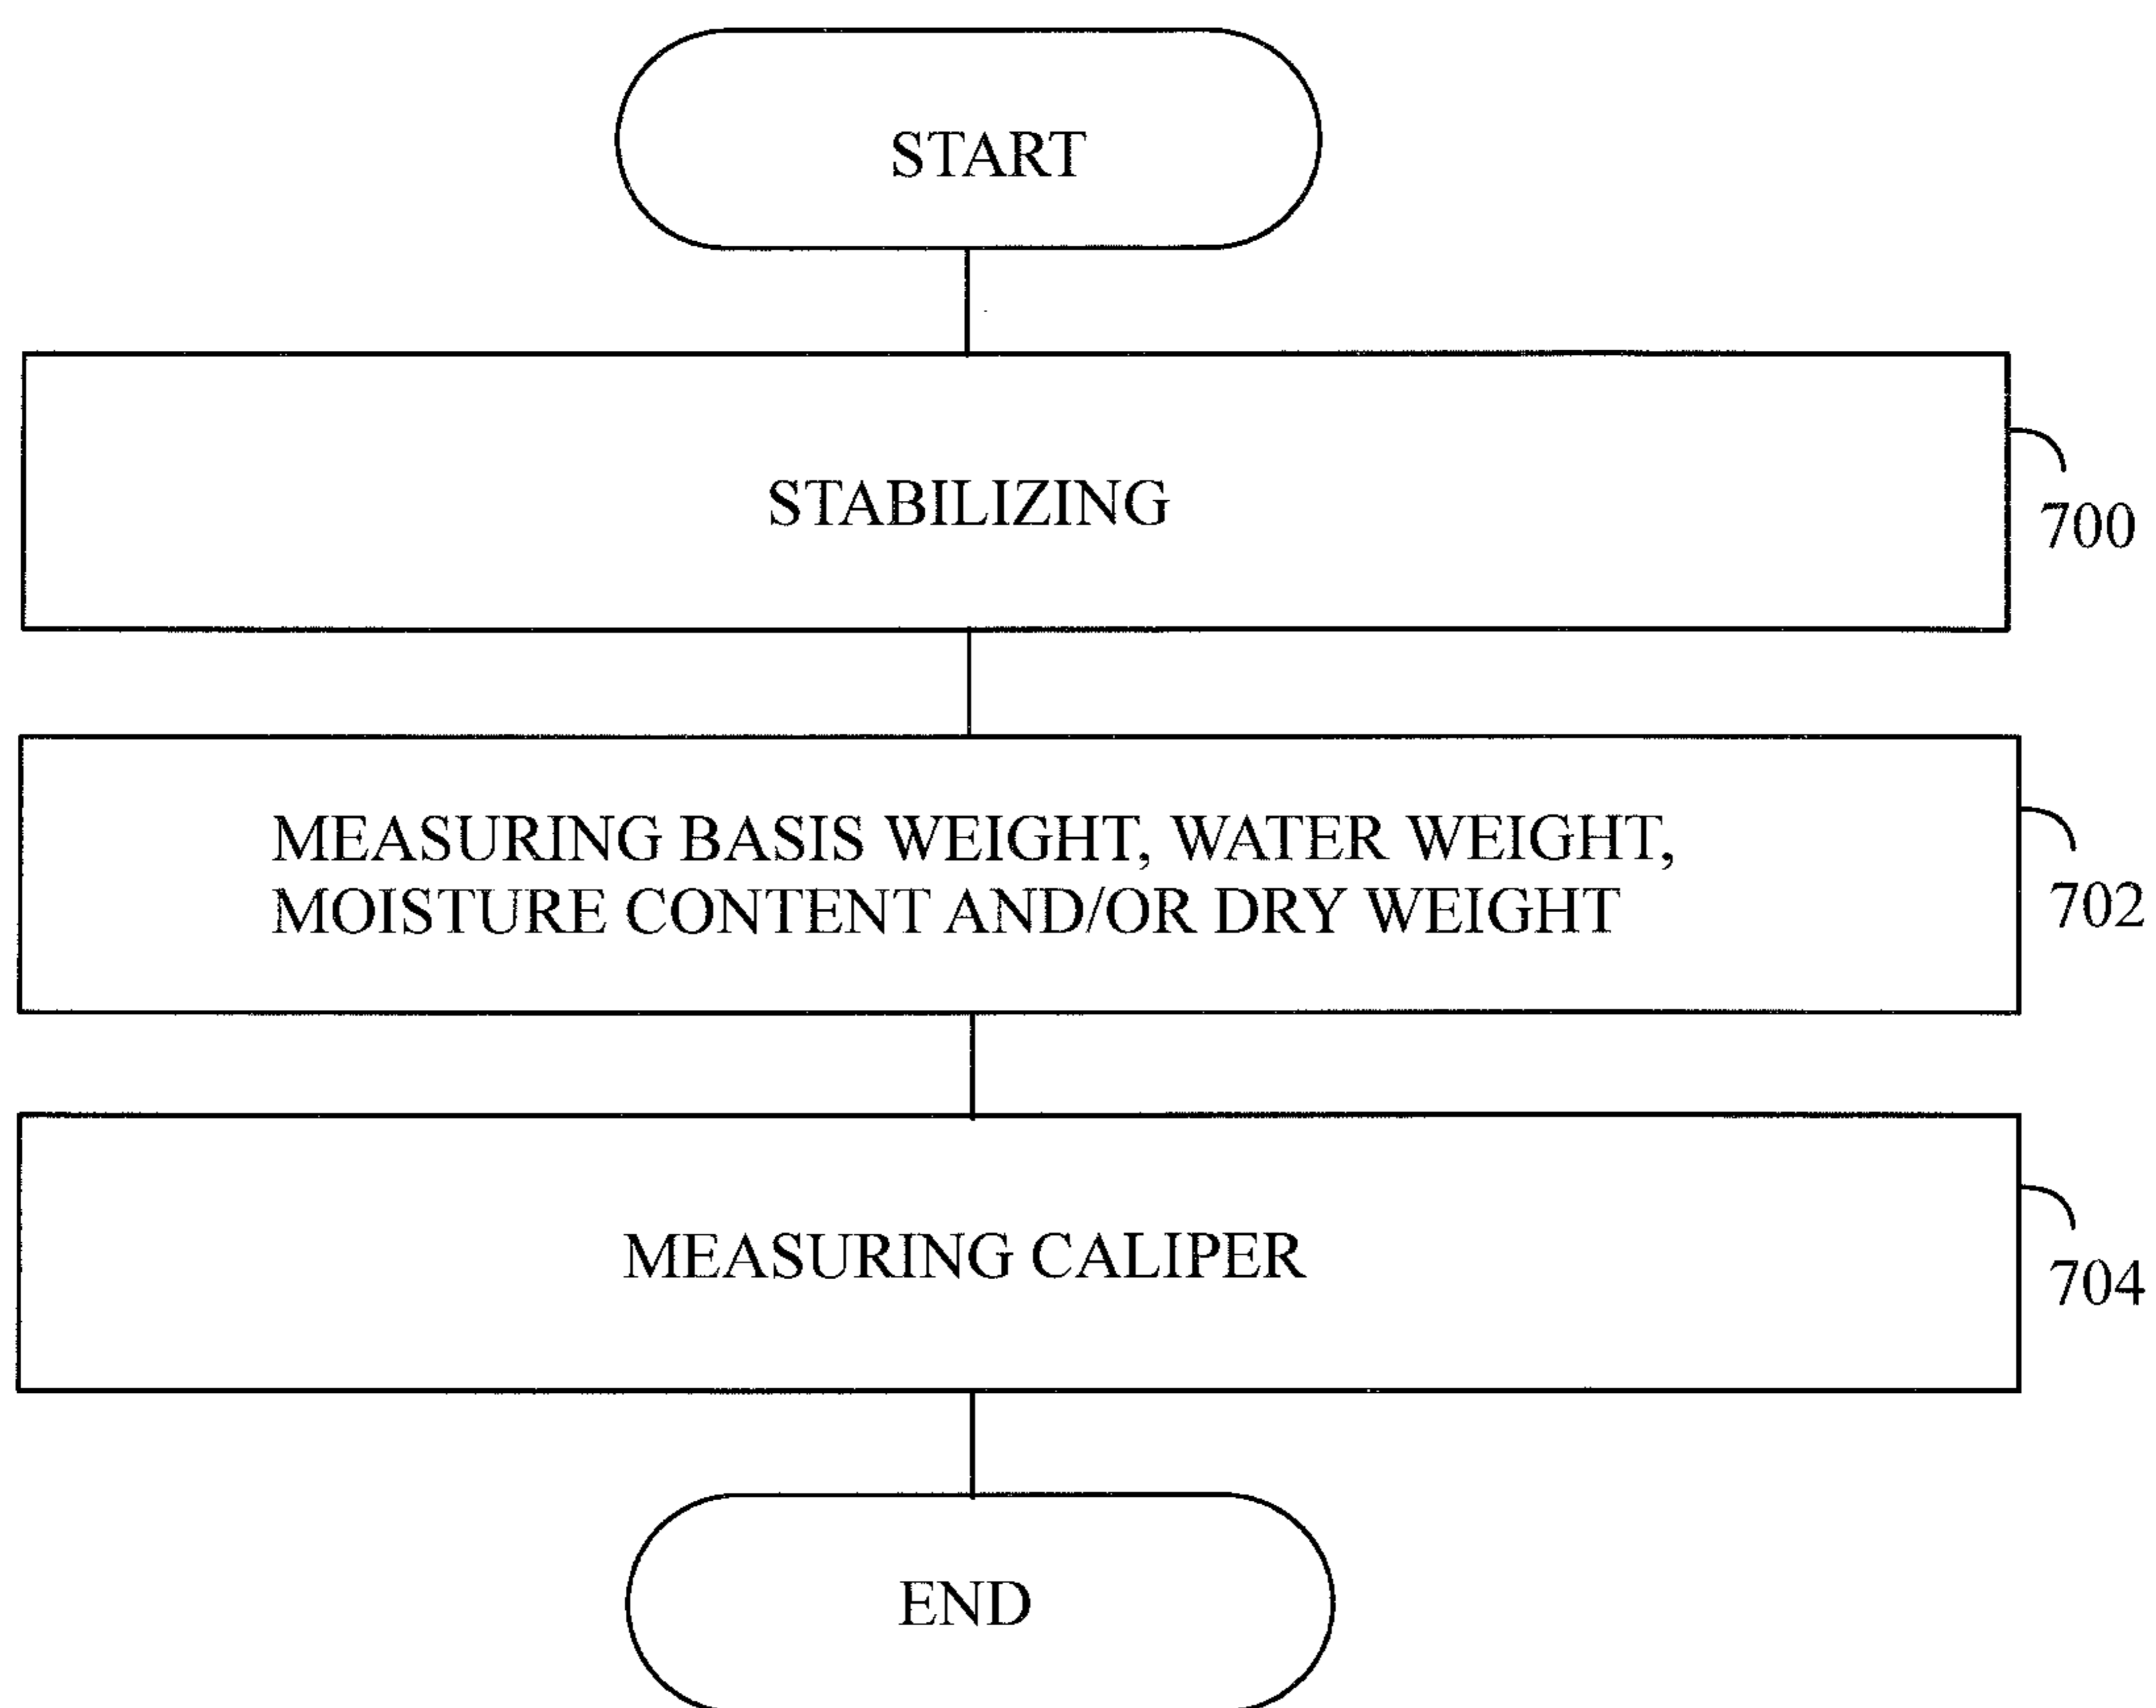 START
STABILIZING
700
MEASURING BASIS WEIGHT, WATER WEIGHT,
MOISTURE CONTENT AND/OR DRY WEIGHT
702
MEASURING CALIPER
704
END